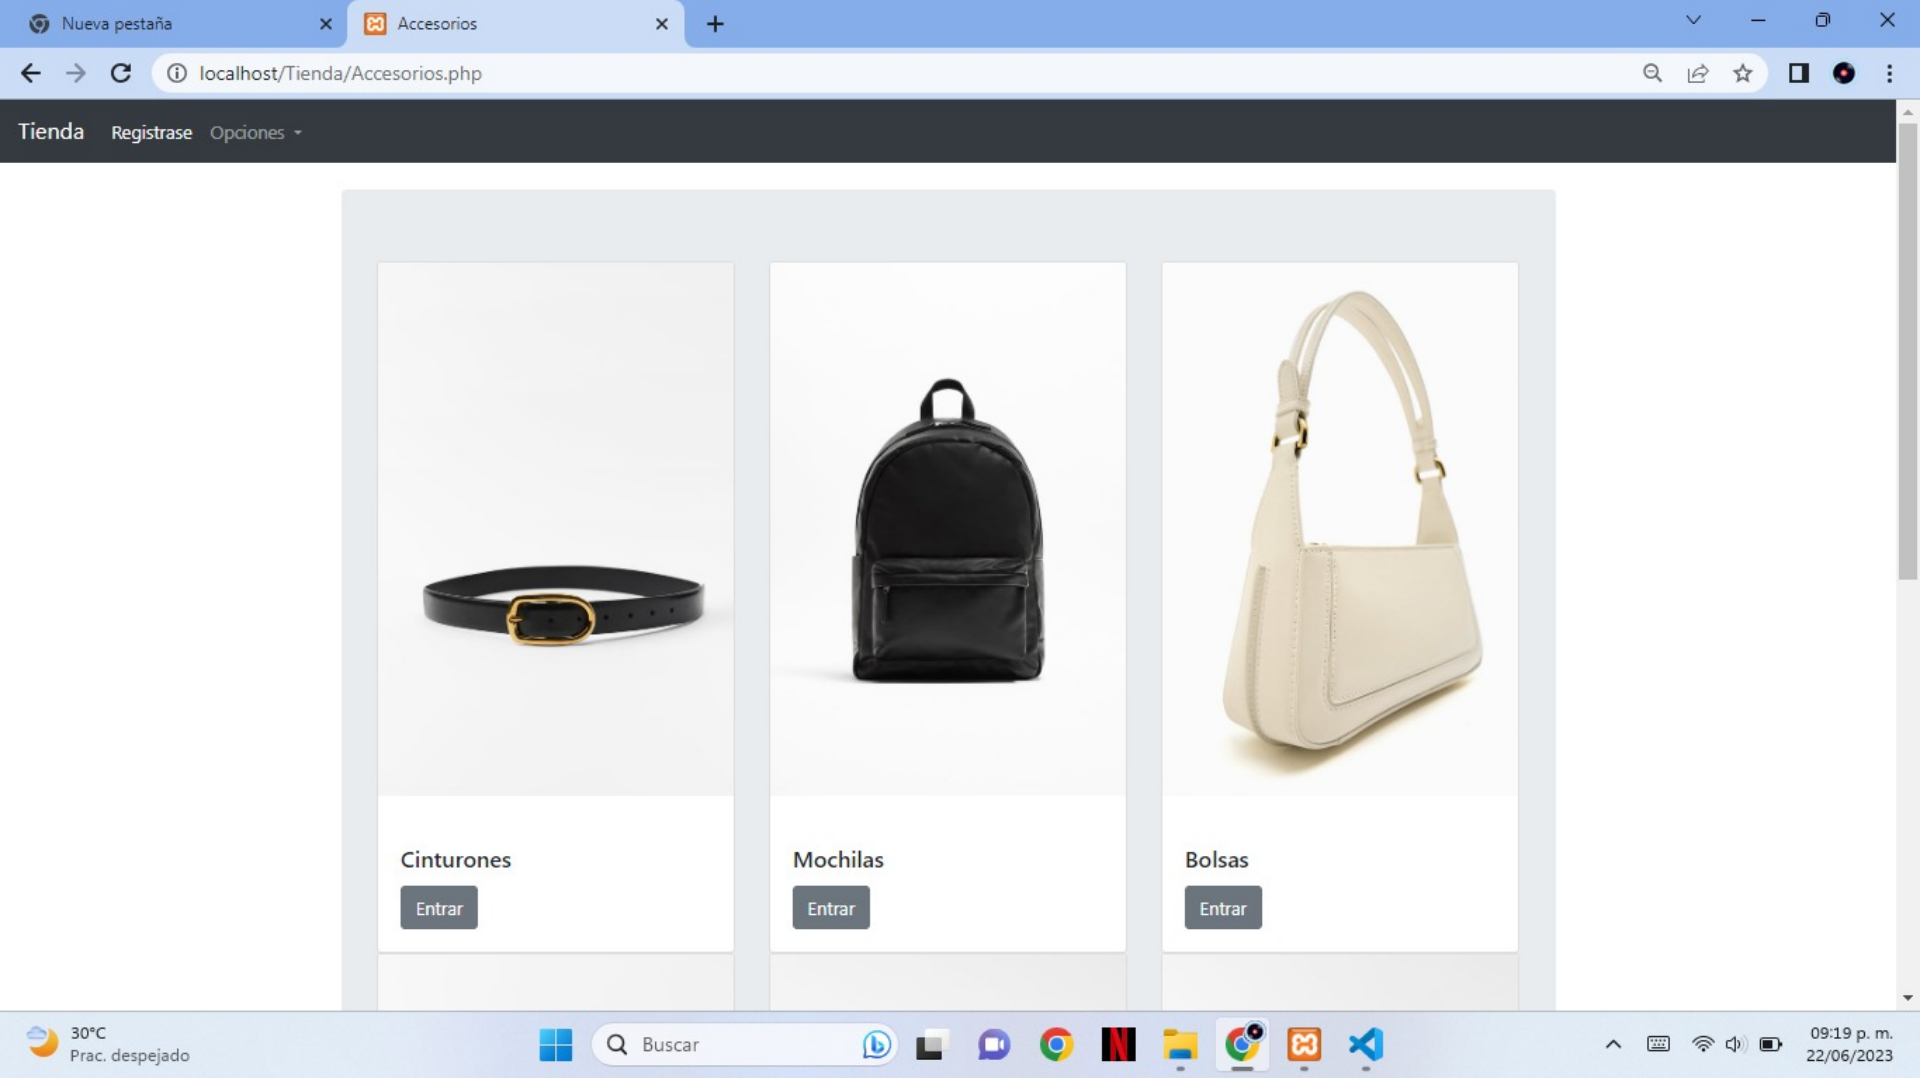 Nueva pestaña
Accesorios
localhost/Tienda/Accesorios.php
Tienda Registrase Opciones
Cinturones Mochilas Bolsas
Entrar Entrar Entrar
30°C
Prac. despejado
Buscar
09:19 p. m.
22/06/2023